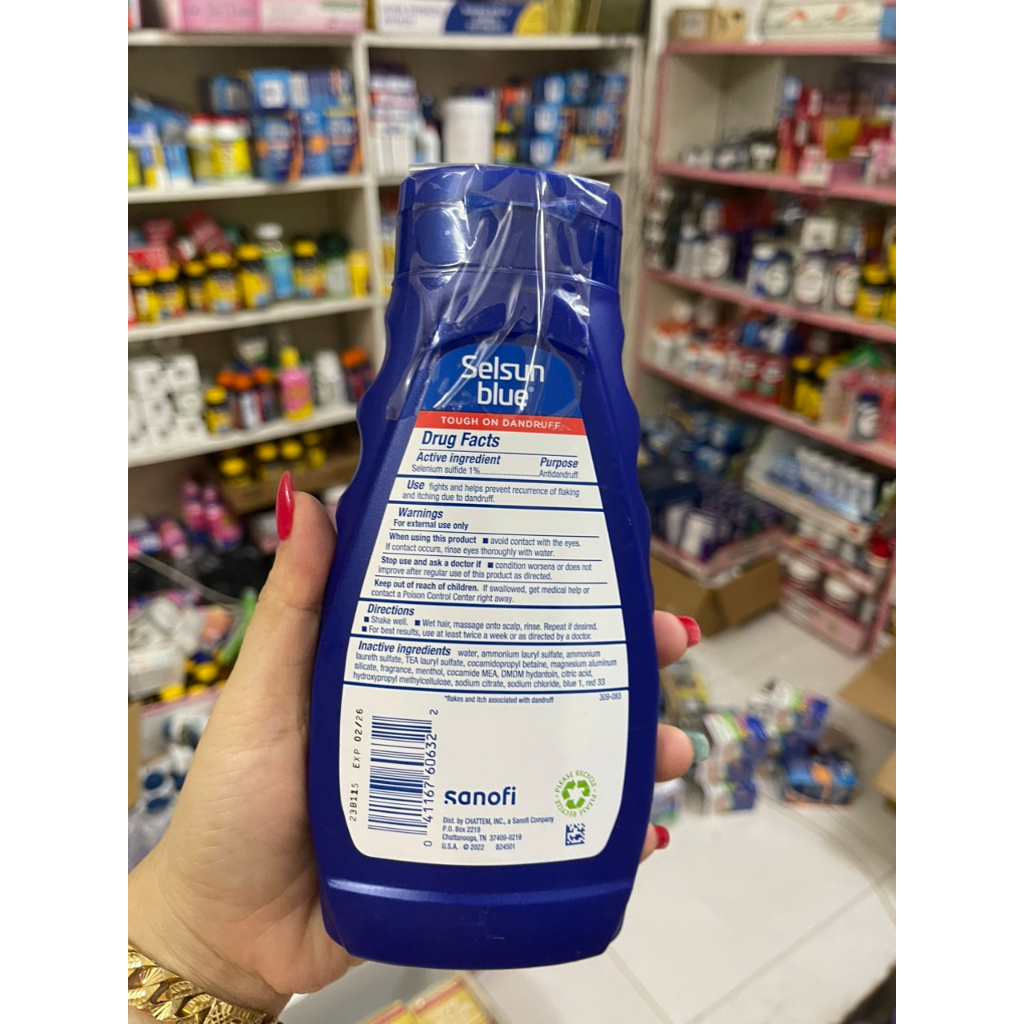 Selsun
blue
TOUGH ON DANDRUFF
Drug Facts
Active ingredient Purpose
Selenium sulfide 1%..................Antidandruff
Use fights and helps prevent recurrence of flaking
and itching due to dandruff.
Warnings
For external use only
When using this product ■ avoid contact with the eyes.
If contact occurs, rinse eyes thoroughly with water.
Stop use and ask a doctor if ■ condition worsens or does not
improve after regular use of this product as directed.
Keep out of reach of children. If swallowed, get medical help or
contact a Poison Control Center right away.
Directions
■ Shake well. ■ Wet hair, massage onto scalp, rinse. Repeat if desired.
■ For best results, use at least twice a week or as directed by a doctor.
Inactive ingredients water, ammonium lauryl sulfate, ammonium
laureth sulfate, TEA lauryl sulfate, cocamidopropyl betaine, magnesium aluminum
silicate, fragrance, menthol, cocamide MEA, DMDM hydantoin, citric acid,
hydroxypropyl methylcellulose, sodium citrate, sodium chloride, blue 1, red 33
*flakes and itch associated with dandruff 309-083
23B115 EXP 02/26
0 41167 60632 2
sanofi
PLEASE RECYCLE · PLEASE RECYCLE ·
Dist. by CHATTEM, INC., a Sanofi Company
P.O. Box 2219
Chattanooga, TN 37409-0219
U.S.A. © 2022 824501